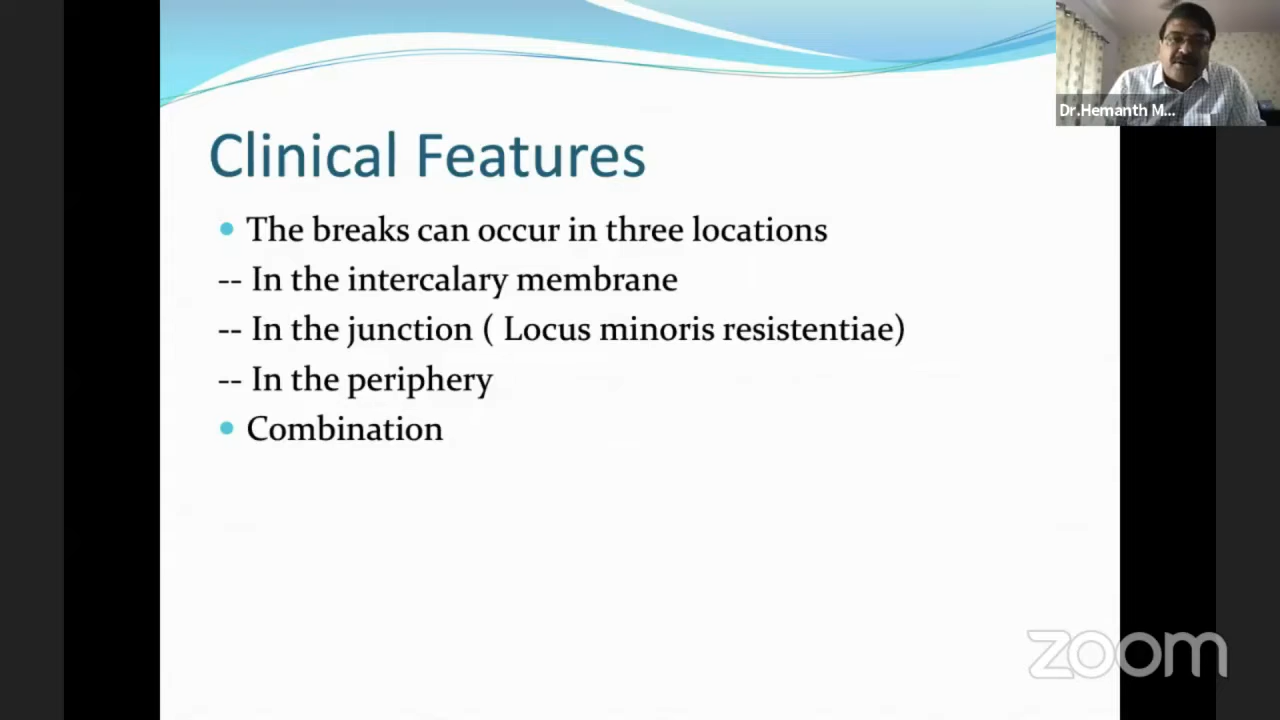 Dr.Hemanth M...
Clinical Features
The breaks can occur in three locations
-- In the intercalary membrane
-- In the junction ( Locus minoris resistentiae)
-- In the periphery
Combination
zoom